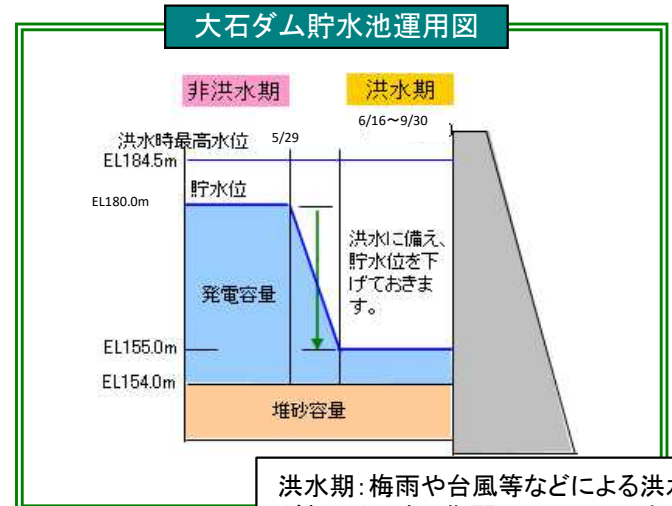 大石ダム貯水池運用図
非洪水期
洪水期
6/16～9/30
洪水時最高水位
5/29
EL184.5m
貯水位
EL180.0m
洪水に備え、
貯水位を下
げておきま
す。
発電容量
EL155.0m
EL154.0m
堆砂容量
洪水期：梅雨や台風等などによる洪水